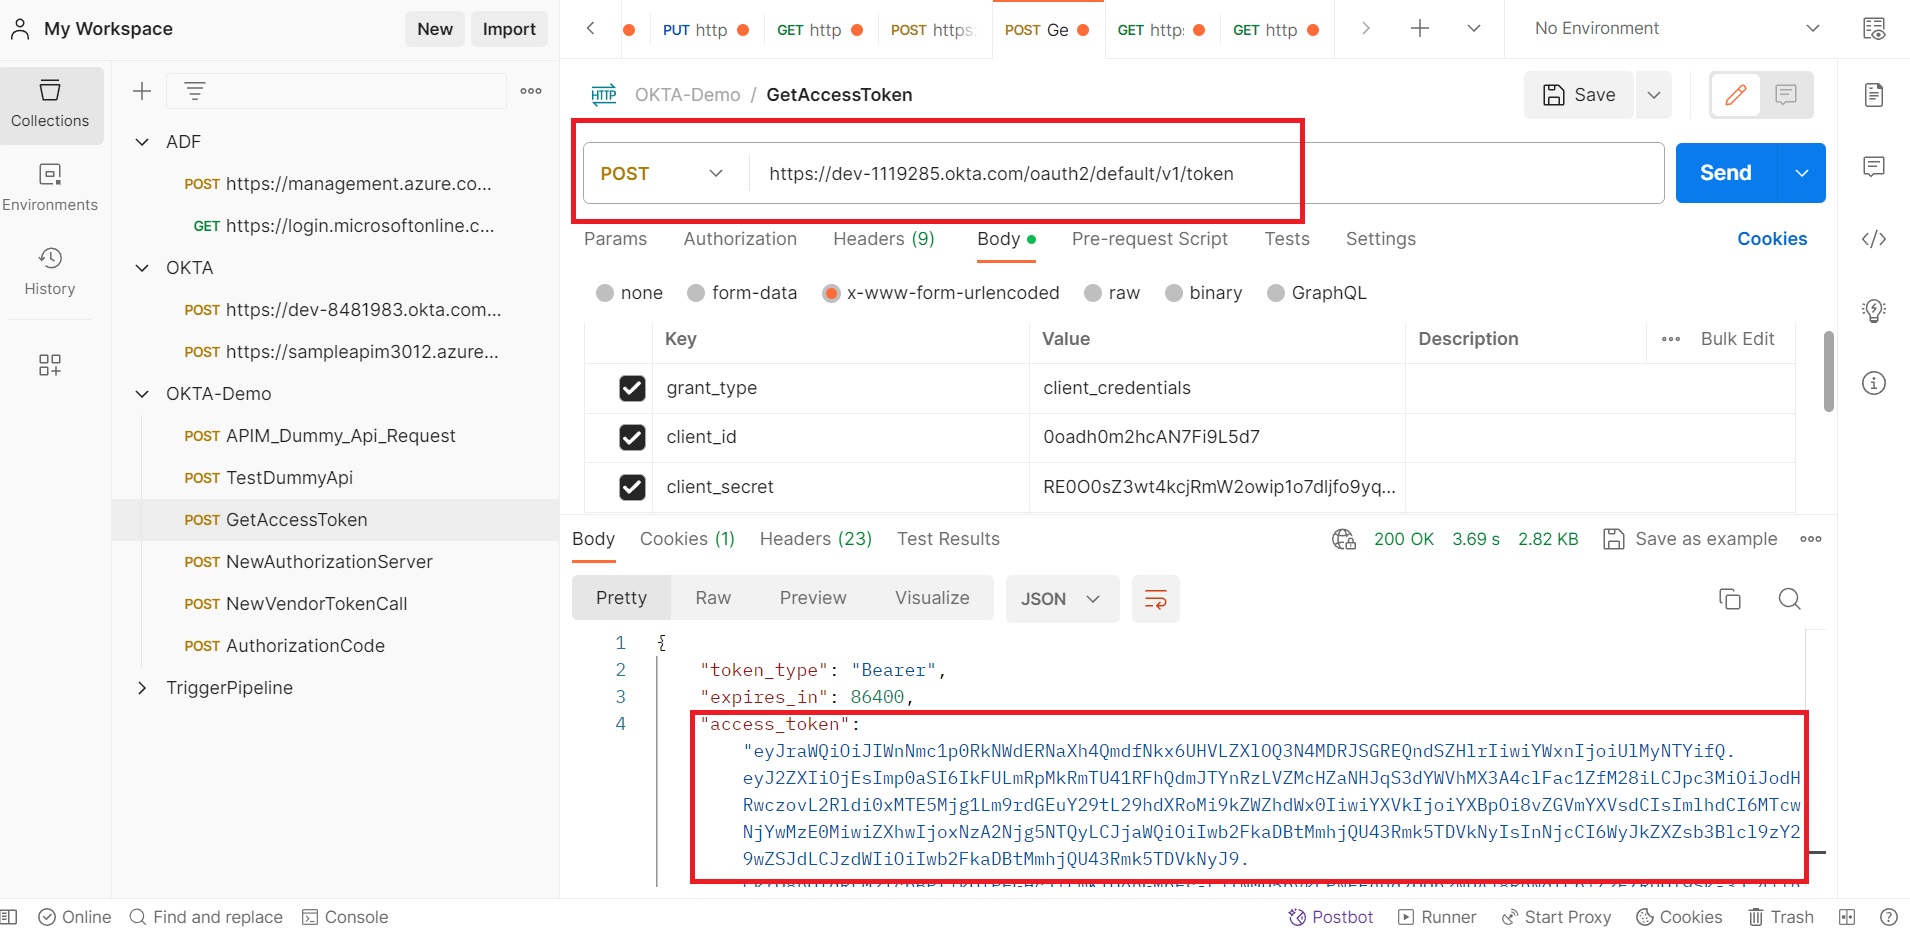 My Workspace
New
Import
PUT http
GET http
POST https:
POST Ge
GET http:
GET http
No Environment
Collections
Environments
History
ADF
POST https://management.azure.co...
GET https://login.microsoftonline.c...
OKTA
POST https://dev-8481983.okta.com...
POST https://sampleapim3012.azure...
OKTA-Demo
POST APIM_Dummy_Api_Request
POST TestDummyApi
POST GetAccessToken
POST NewAuthorizationServer
POST NewVendorTokenCall
POST AuthorizationCode
TriggerPipeline
HTTP OKTA-Demo / GetAccessToken
Save
POST https://dev-1119285.okta.com/oauth2/default/v1/token
Send
Params Authorization Headers (9) Body Pre-request Script Tests Settings Cookies
none form-data x-www-form-urlencoded raw binary GraphQL
Key Value Description Bulk Edit
grant_type client_credentials
client_id 0oadh0m2hcAN7Fi9L5d7
client_secret RE0O0sZ3wt4kcjRmW2owip1o7dljfo9yq...
Body Cookies (1) Headers (23) Test Results 200 OK 3.69 s 2.82 KB Save as example
Pretty Raw Preview Visualize JSON
1 {
2 "token_type": "Bearer",
3 "expires_in": 86400,
4 "access_token":
"eyJraWQiOiJIWnNmc1p0RkNWdERNaXh4QmdfNkx6UHVLZXlOQ3N4MDRJSGREQndSZHlrIiwiYWxnIjoiUlMyNTYifQ.
eyJ2ZXIiOjEsImp0aSI6IkFULmRpMkRmTU41RFhQdmJTYnRzLVZMcHZaNHJqS3dYWVhMX3A4clFac1ZfM28iLCJpc3MiOiJodH
RwczovL2Rldi0xMTE5Mjg1Lm9rdGEuY29tL29hdXRoMi9kZWZhdWx0IiwiYXVkIjoiYXBpOi8vZGVmYXVsdCIsImlhdCI6MTcw
NjYwMzE0MiwiZXhwIjoxNzA2Njg5NTQyLCJjaWQiOiIwb2FkaDBtMmhjQU43Rmk5TDVkNyIsInNjcCI6WyJkZXZsb3Blcl9zY2
9wZSJdLCJzdWIiOiIwb2FkaDBtMmhjQU43Rmk5TDVkNyJ9.
Online Find and replace Console Postbot Runner Start Proxy Cookies Trash